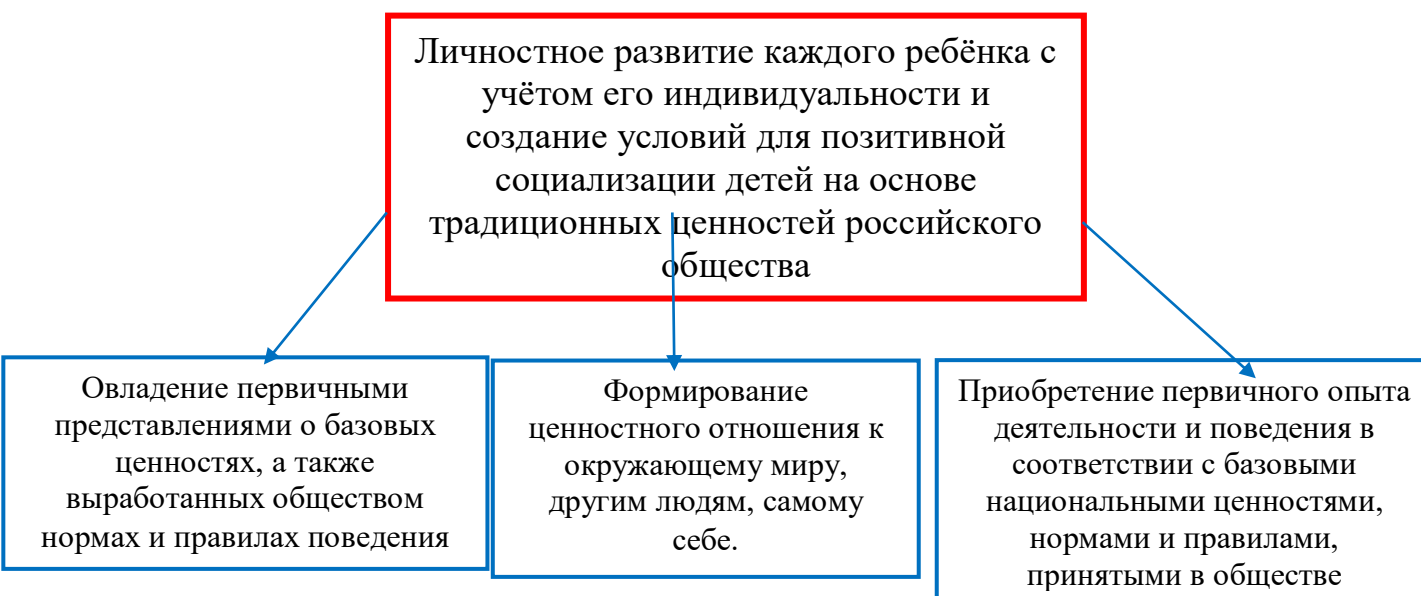 Личностное развитие каждого ребёнка с
учётом его индивидуальности и
создание условий для позитивной
социализации детей на основе
традиционных ценностей российского
общества
Овладение первичными
представлениями о базовых
ценностях, а также
выработанных обществом
нормах и правилах поведения
Формирование
ценностного отношения к
окружающему миру,
другим людям, самому
себе.
Приобретение первичного опыта
деятельности и поведения в
соответствии с базовыми
национальными ценностями,
нормами и правилами,
принятыми в обществе